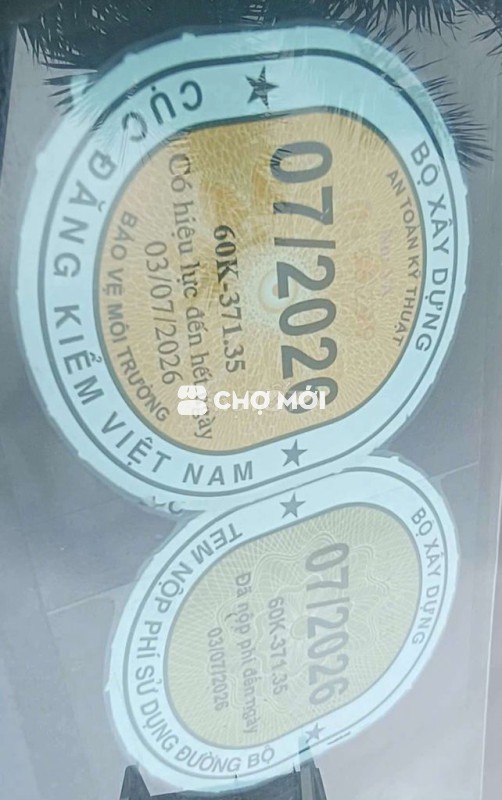 BỘ XÂY DỰNG
AN TOÀN KỸ THUẬT
07/2026
60K-371.35
Có hiệu lực đến hết ngày
03/07/2026
BẢO VỆ MÔI TRƯỜNG
CỤC ĐĂNG KIỂM VIỆT NAM
CHỢ MỚI
BỘ XÂY DỰNG
07/2026
60K-371.35
Đã nộp phí đến ngày
03/07/2026
TEM NỘP PHÍ SỬ DỤNG ĐƯỜNG BỘ